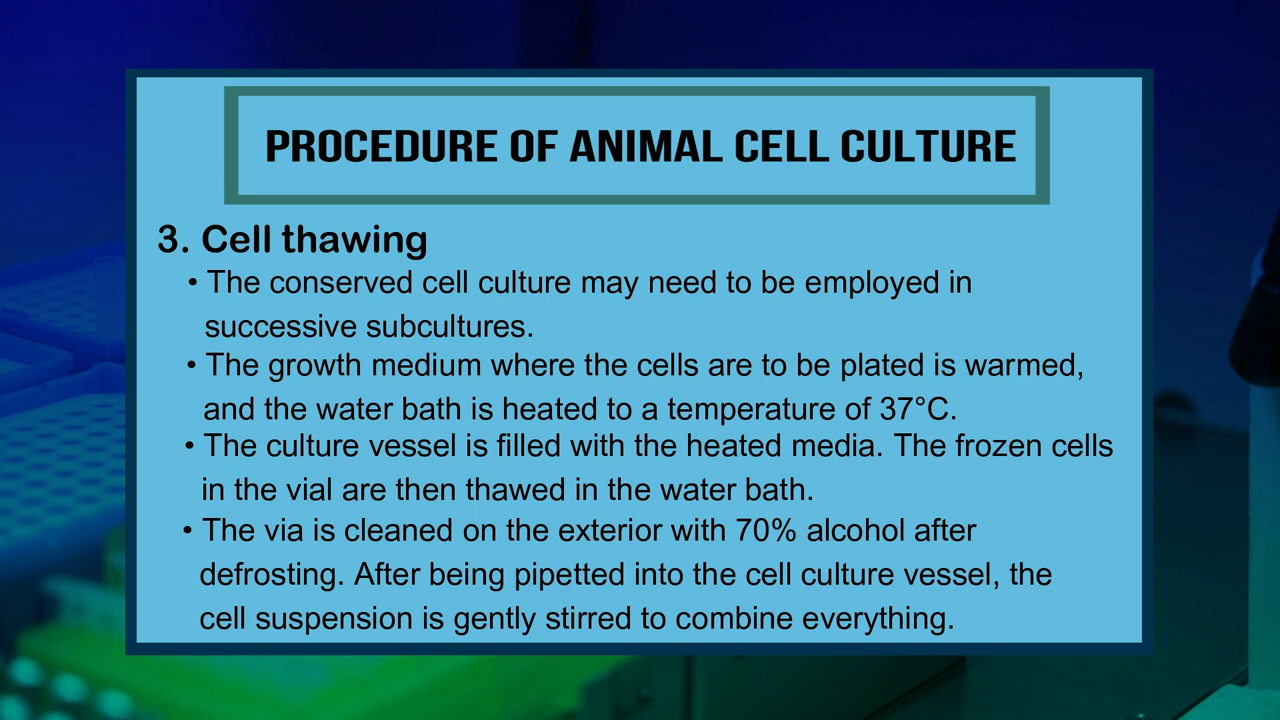 PROCEDURE OF ANIMAL CELL CULTURE
3. Cell thawing
• The conserved cell culture may need to be employed in
successive subcultures.
• The growth medium where the cells are to be plated is warmed,
and the water bath is heated to a temperature of 37°C.
• The culture vessel is filled with the heated media. The frozen cells
in the vial are then thawed in the water bath.
• The via is cleaned on the exterior with 70% alcohol after
defrosting. After being pipetted into the cell culture vessel, the
cell suspension is gently stirred to combine everything.